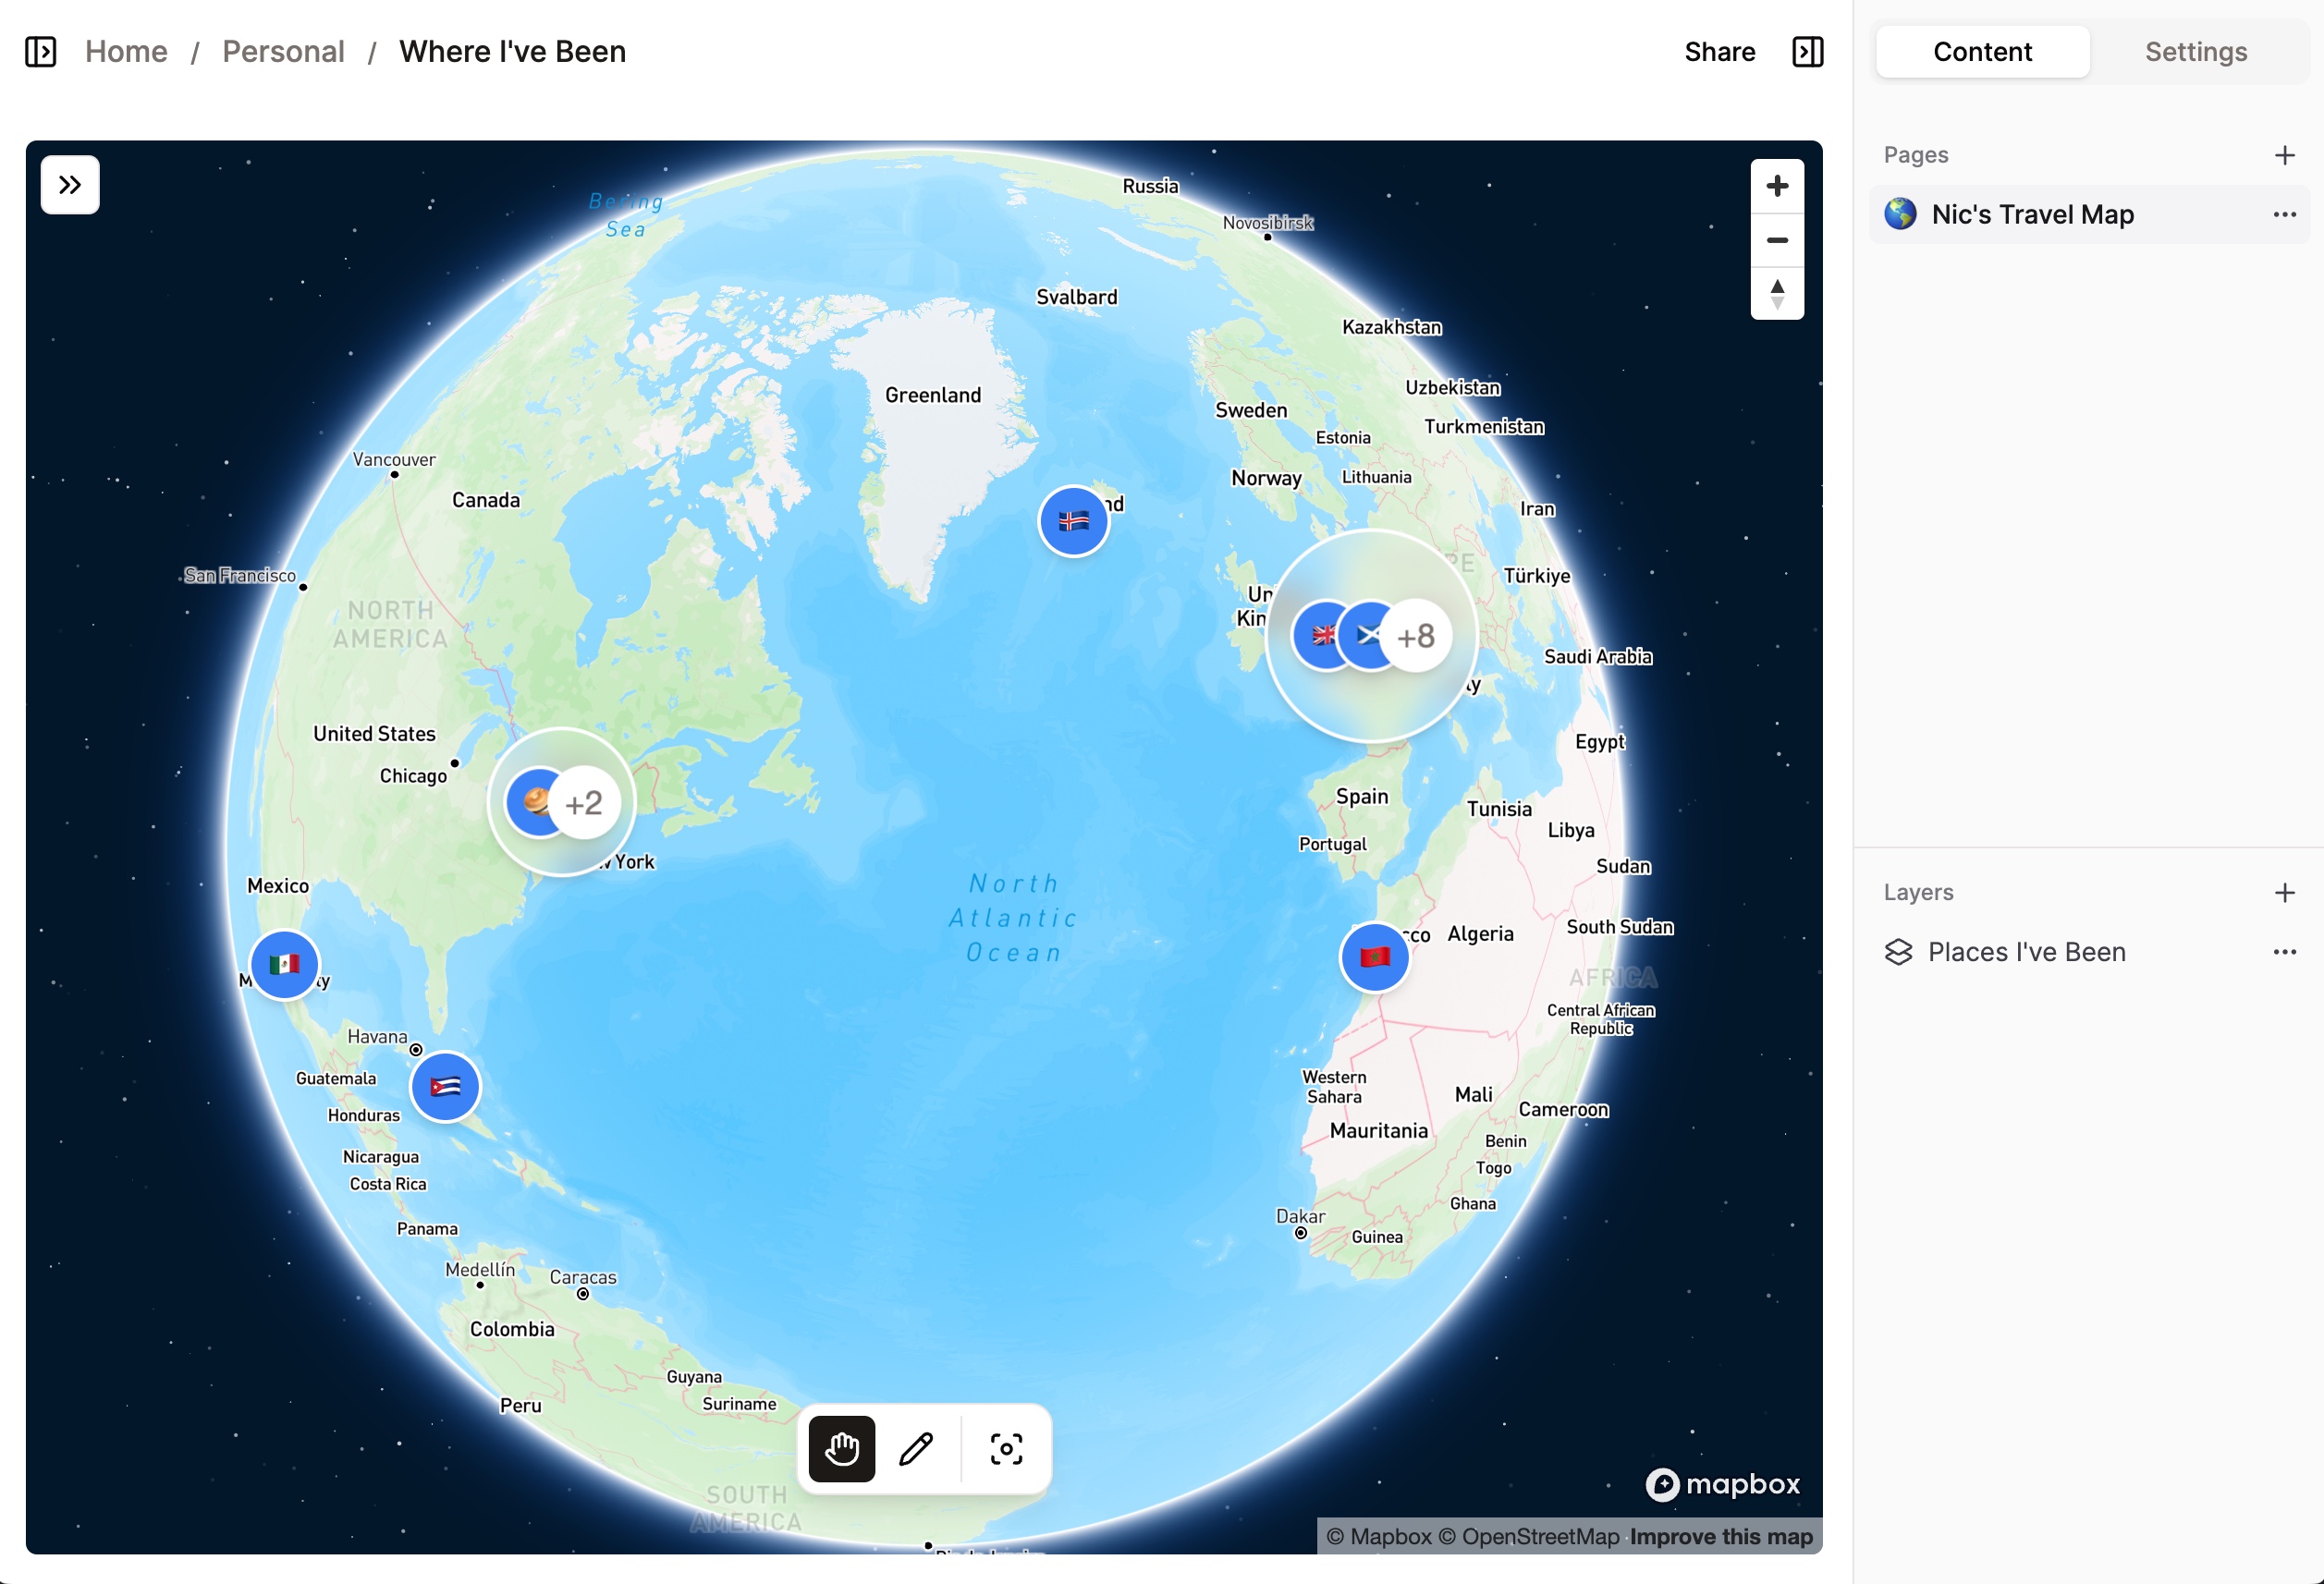 Home / Personal / Where I've Been
Share
Content
Settings
Pages
Nic's Travel Map
Layers
Places I've Been
Bering
Sea
Russia
Novosibirsk
Svalbard
Kazakhstan
Greenland
Uzbekistan
Sweden
Turkmenistan
Estonia
Vancouver
Norway
Lithuania
Canada
Iran
San Francisco
Türkiye
NORTH
AMERICA
+8
Saudi Arabia
United States
Egypt
Chicago
+2
Spain
Tunisia
Libya
Portugal
York
Sudan
Mexico
North
Atlantic
Ocean
South Sudan
Algeria
AFRICA
Central African
Republic
Havana
Guatemala
Western
Sahara
Mali
Honduras
Cameroon
Mauritania
Benin
Nicaragua
Togo
Costa Rica
Ghana
Panama
Dakar
Guinea
Medellín
Caracas
Colombia
Guyana
Peru
Suriname
SOUTH
AMERICA
mapbox
© Mapbox © OpenStreetMap Improve this map